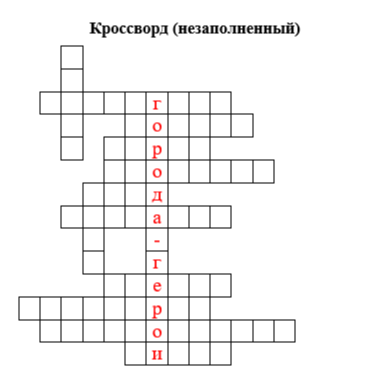 Кроссворд (незаполненный)
г
о
р
о
д
а
-
г
е
р
о
и